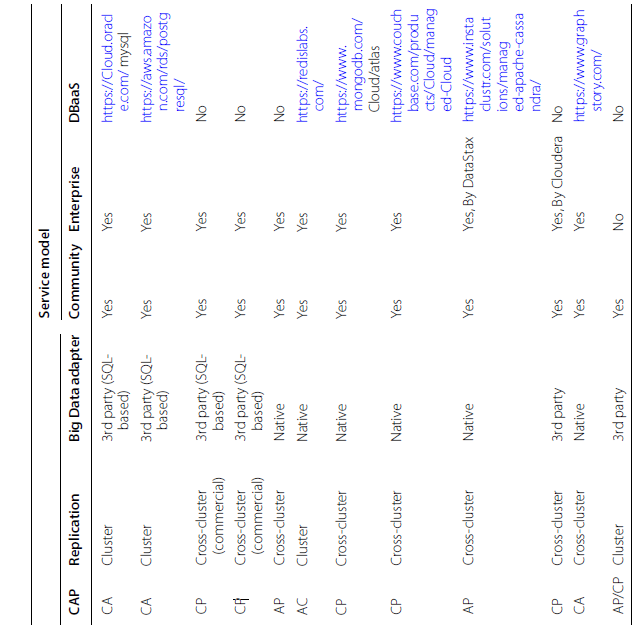 Service model
CAP Replication Big Data adapter Community Enterprise DBaaS
CA Cluster 3rd party (SQL-
based) Yes Yes https://Cloud.oracl
e.com/ mysql
CA Cluster 3rd party (SQL-
based) Yes Yes https://aws.amazo
n.com/rds/postg
resql/
CP Cross-cluster
(commercial) 3rd party (SQL-
based) Yes Yes No
CP Cross-cluster
(commercial) 3rd party (SQL-
based) Yes Yes No
AP Cross-cluster Native Yes Yes No
AC Cluster Native Yes Yes https://redislabs.
com/
CP Cross-cluster Native Yes Yes https://www.
mongodb.com/
Cloud/atlas
CP Cross-cluster Native Yes Yes https://www.couch
base.com/produ
cts/Cloud/manag
ed-Cloud
AP Cross-cluster Native Yes Yes, By DataStax https://www.insta
clustr.com/solut
ions/manag
ed-apache-cassa
ndra/
CP Cross-cluster 3rd party Yes Yes, By Cloudera No
CA Cross-cluster Native Yes Yes https://www.graph
story.com/
AP/CP Cluster 3rd party Yes No No